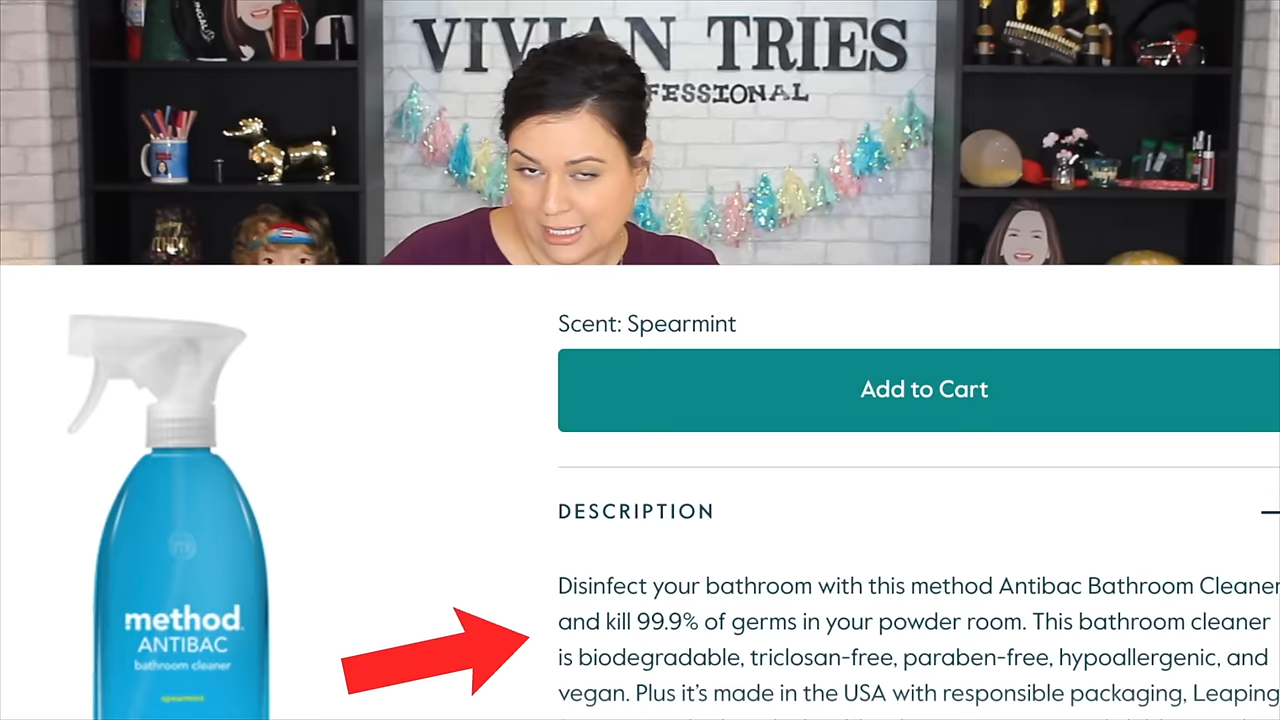 VIVIAN TRIES
FESSIONAL
Scent: Spearmint
Add to Cart
DESCRIPTION
Disinfect your bathroom with this method Antibac Bathroom Cleaner
and kill 99.9% of germs in your powder room. This bathroom cleaner
is biodegradable, triclosan-free, paraben-free, hypoallergenic, and
vegan. Plus it's made in the USA with responsible packaging, Leaping
method
ANTIBAC
bathroom cleaner
spearmint